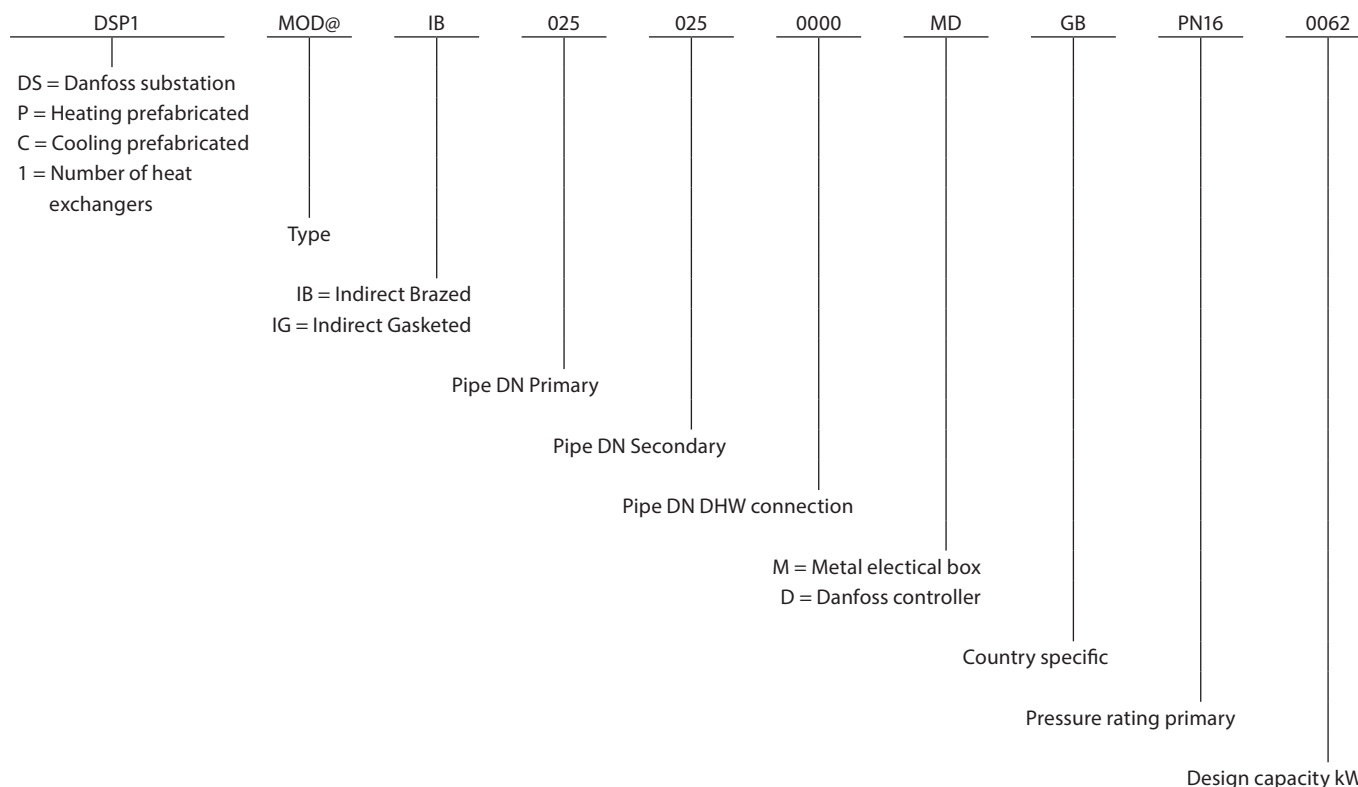 DSP1 MOD@ IB 025 025 0000 MD GB PN16 0062
DS = Danfoss substation
P = Heating prefabricated
C = Cooling prefabricated
1 = Number of heat
exchangers
Type
IB = Indirect Brazed
IG = Indirect Gasketed
Pipe DN Primary
Pipe DN Secondary
Pipe DN DHW connection
M = Metal electical box
D = Danfoss controller
Country specific
Pressure rating primary
Design capacity kW